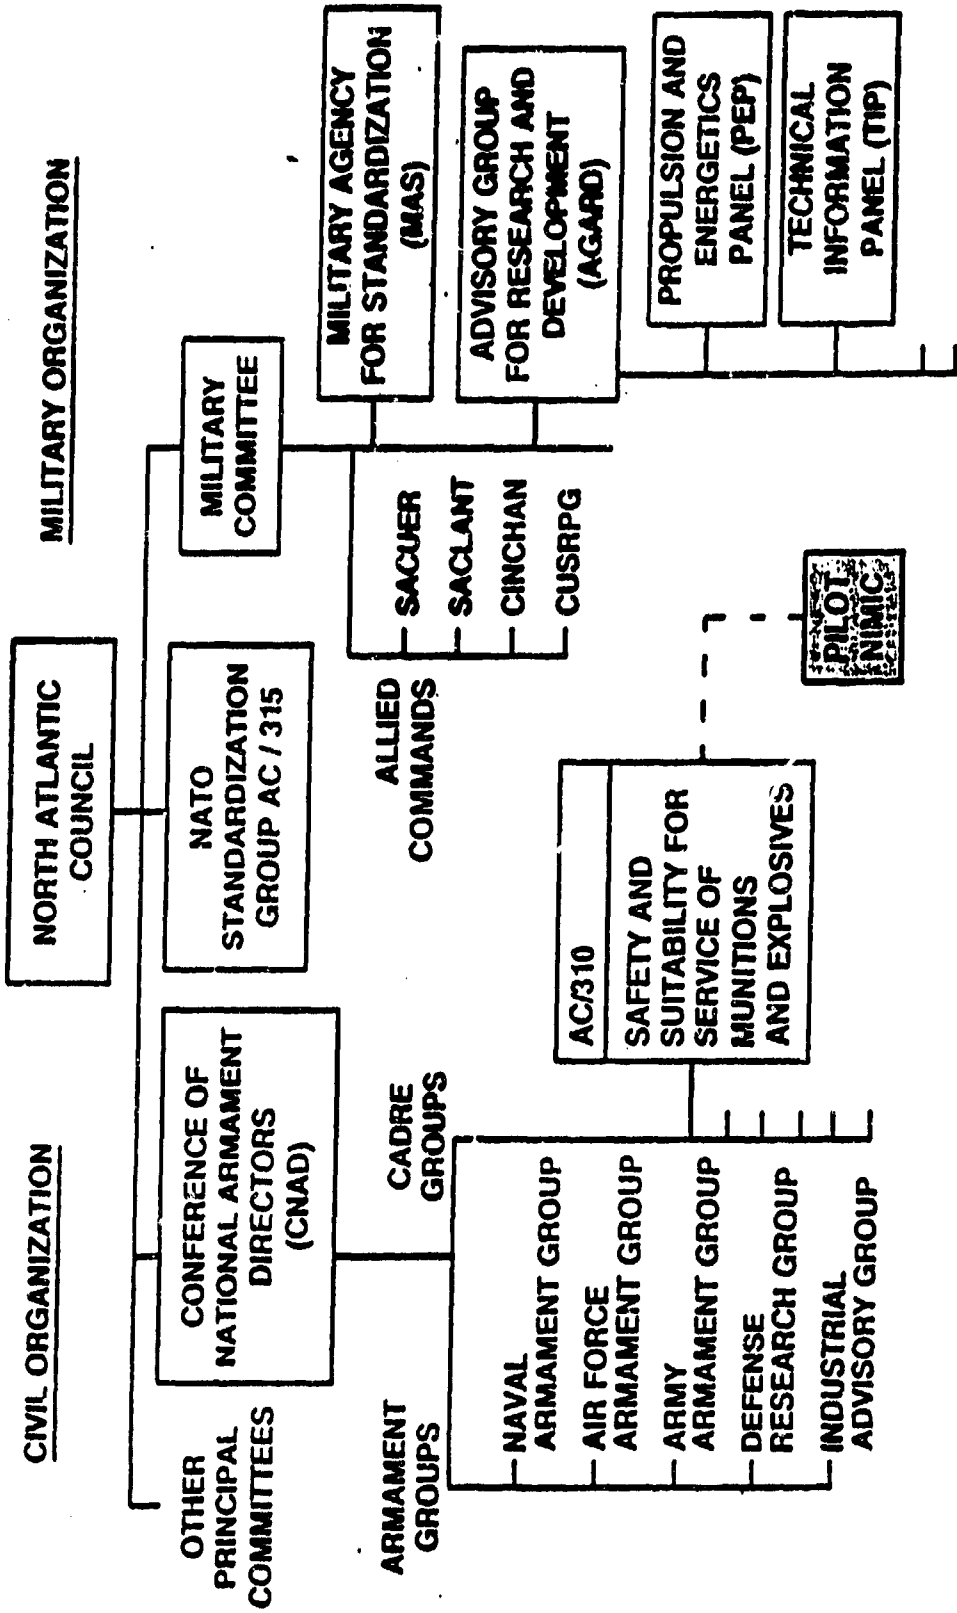 CIVIL ORGANIZATION
MILITARY ORGANIZATION
NORTH ATLANTIC
COUNCIL
OTHER
PRINCIPAL
COMMITTEES
CONFERENCE OF
NATIONAL ARMAMENT
DIRECTORS
(CNAD)
NATO
STANDARDIZATION
GROUP AC / 315
MILITARY
COMMITTEE
MILITARY AGENCY
FOR STANDARDIZATION
(MAS)
ADVISORY GROUP
FOR RESEARCH AND
DEVELOPMENT
(AGARD)
PROPULSION AND
ENERGETICS
PANEL (PEP)
TECHNICAL
INFORMATION
PANEL (TIP)
ALLIED
COMMANDS
SACUER
SACLANT
CINCHAN
CUSRPG
ARMAMENT
GROUPS
NAVAL
ARMAMENT GROUP
AIR FORCE
ARMAMENT GROUP
ARMY
ARMAMENT GROUP
DEFENSE
RESEARCH GROUP
INDUSTRIAL
ADVISORY GROUP
CADRE
GROUPS
AC/310
SAFETY AND
SUITABILITY FOR
SERVICE OF
MUNITIONS
AND EXPLOSIVES
PILOT
NIMIC